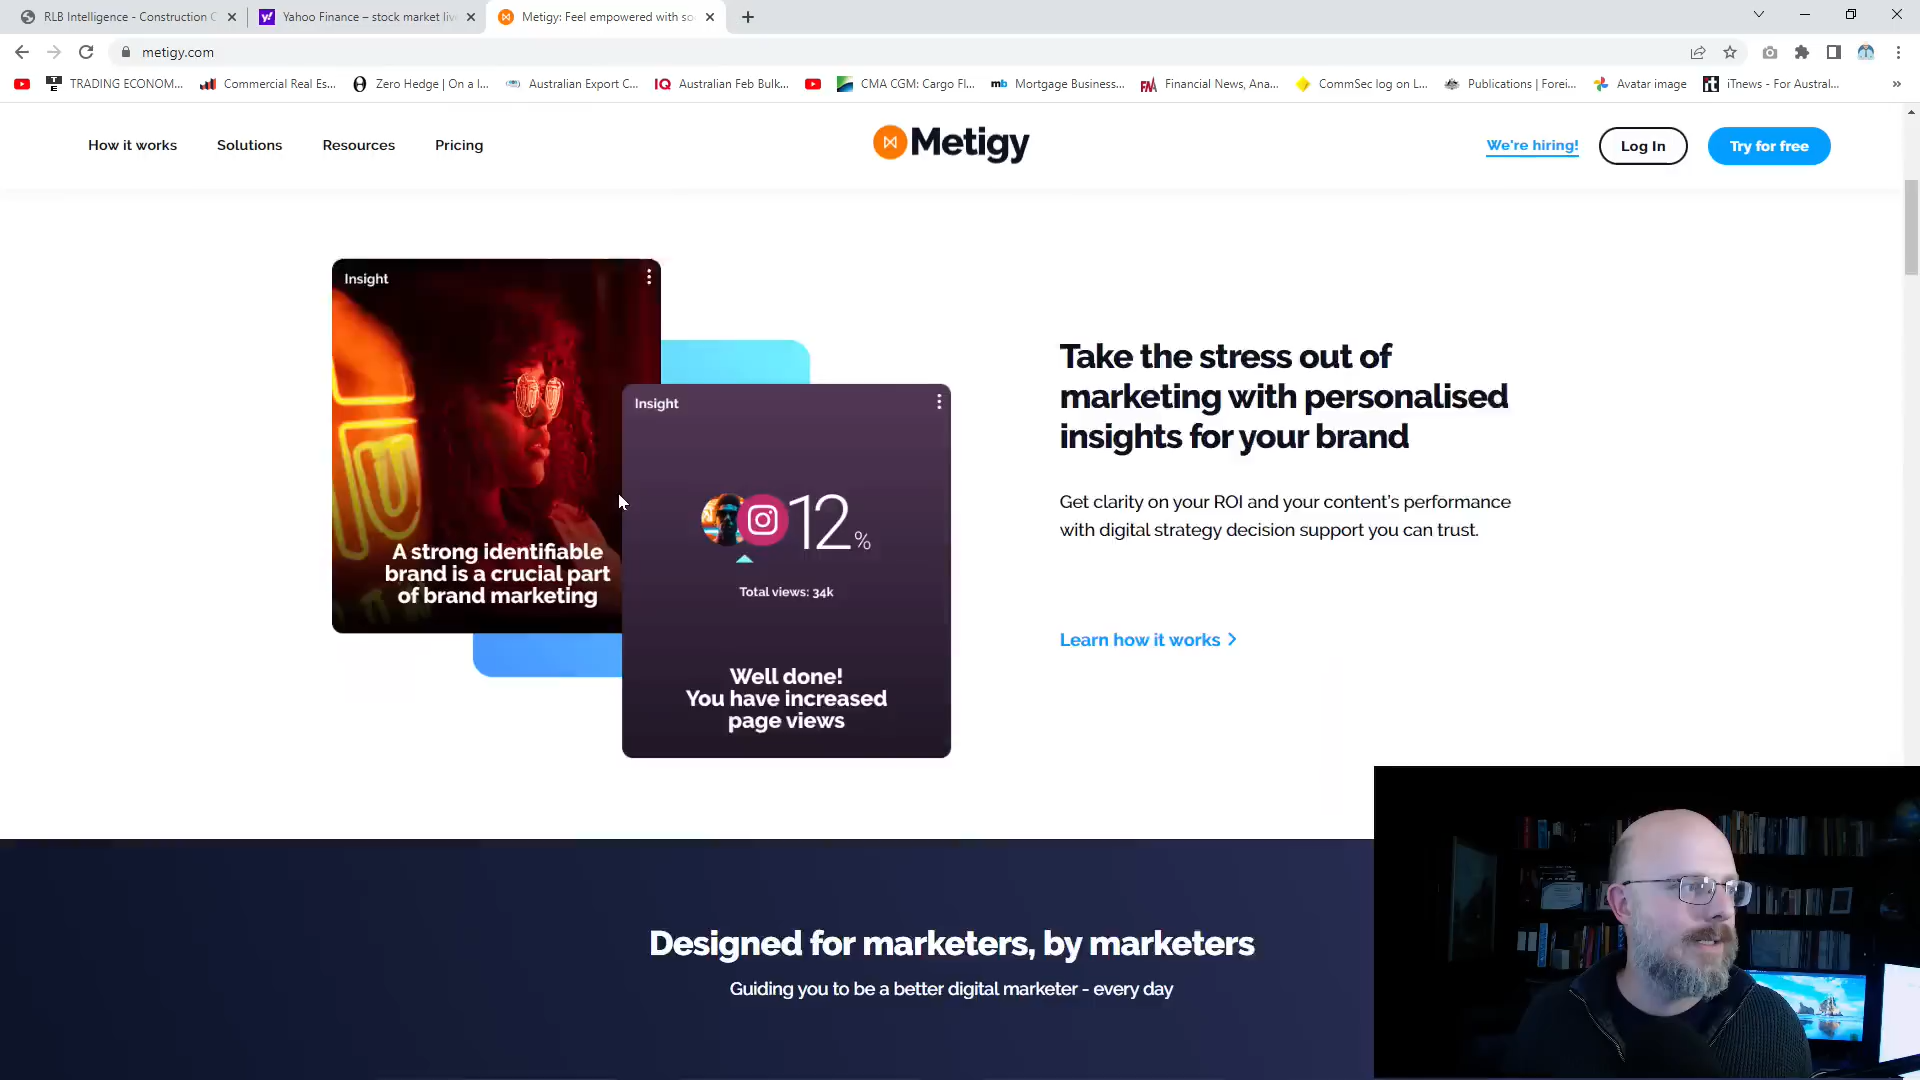 RLB Intelligence - Construction C
Yahoo Finance – stock market live
Metigy: Feel empowered with so
metigy.com
TRADING ECONOM...
Commercial Real Es...
Zero Hedge | On a l...
Australian Export C...
Australian Feb Bulk...
CMA CGM: Cargo Fl...
Mortgage Business...
Financial News, Ana...
CommSec log on L...
Publications | Forei...
Avatar image
iTnews - For Austral...
How it works
Solutions
Resources
Pricing
Metigy
We're hiring!
Log In
Try for free
Insight
A strong identifiable
brand is a crucial part
of brand marketing
Insight
12%
Total views: 34k
Well done!
You have increased
page views
Take the stress out of
marketing with personalised
insights for your brand
Get clarity on your ROI and your content's performance
with digital strategy decision support you can trust.
Learn how it works
Designed for marketers, by marketers
Guiding you to be a better digital marketer - every day